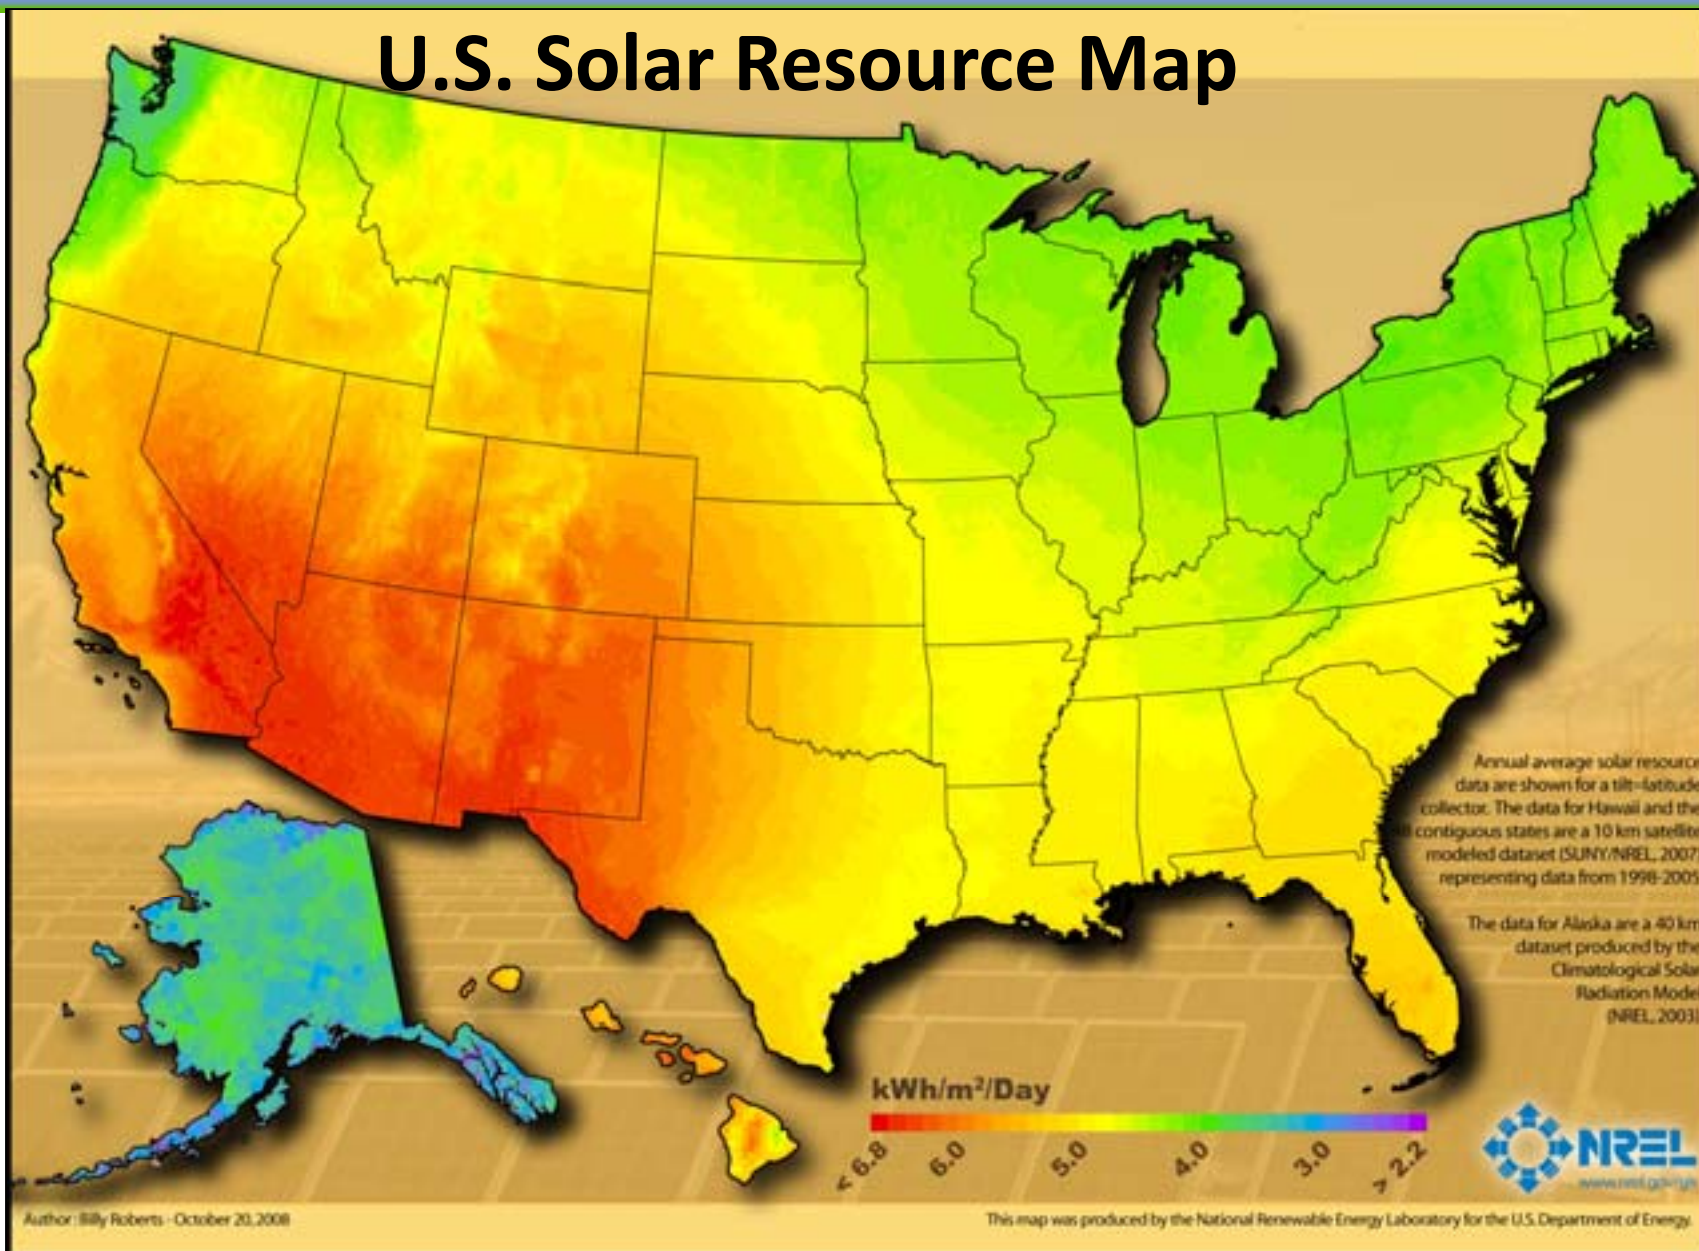 U.S. Solar Resource Map
Annual average solar resource
data are shown for a tilt=latitude
collector. The data for Hawaii and the
contiguous states are a 10 km satellite
modeled dataset (SUNY/NREL, 2007)
representing data from 1998-2005
The data for Alaska are a 40 km
dataset produced by the
Climatological Solar
Radiation Model
(NREL, 2003)
kWh/m²/Day
< 6.8 6.0 5.0 4.0 3.0 > 2.2
NREL
Author : Billy Roberts - October 20, 2008
This map was produced by the National Renewable Energy Laboratory for the U.S. Department of Energy.